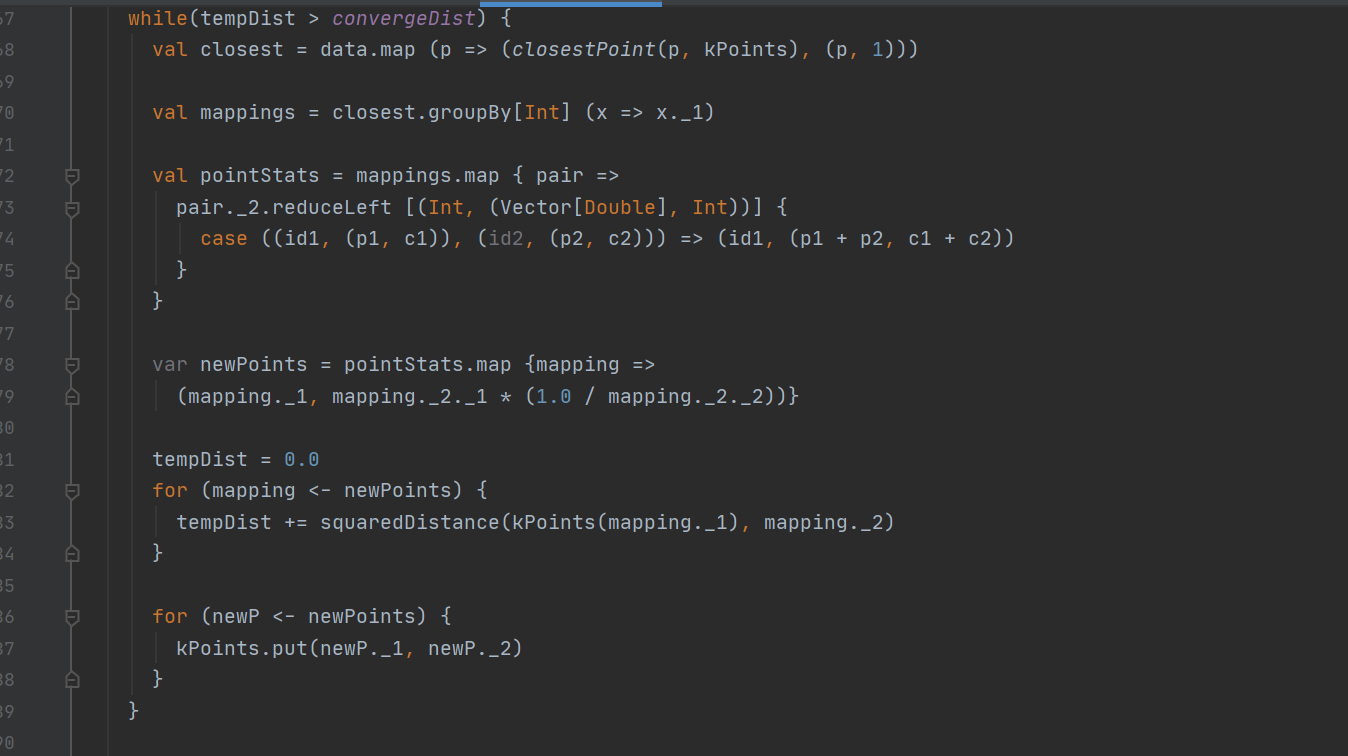 67 while(tempDist > convergeDist) {
68 val closest = data.map (p => (closestPoint(p, kPoints), (p, 1)))
69
70 val mappings = closest.groupBy[Int] (x => x._1)
71
72 val pointStats = mappings.map { pair =>
73 pair._2.reduceLeft [(Int, (Vector[Double], Int))] {
74 case ((id1, (p1, c1)), (id2, (p2, c2))) => (id1, (p1 + p2, c1 + c2))
75 }
76 }
77
78 var newPoints = pointStats.map {mapping =>
79 (mapping._1, mapping._2._1 * (1.0 / mapping._2._2))}
80
81 tempDist = 0.0
82 for (mapping <- newPoints) {
83 tempDist += squaredDistance(kPoints(mapping._1), mapping._2)
84 }
85
86 for (newP <- newPoints) {
87 kPoints.put(newP._1, newP._2)
88 }
89 }
90